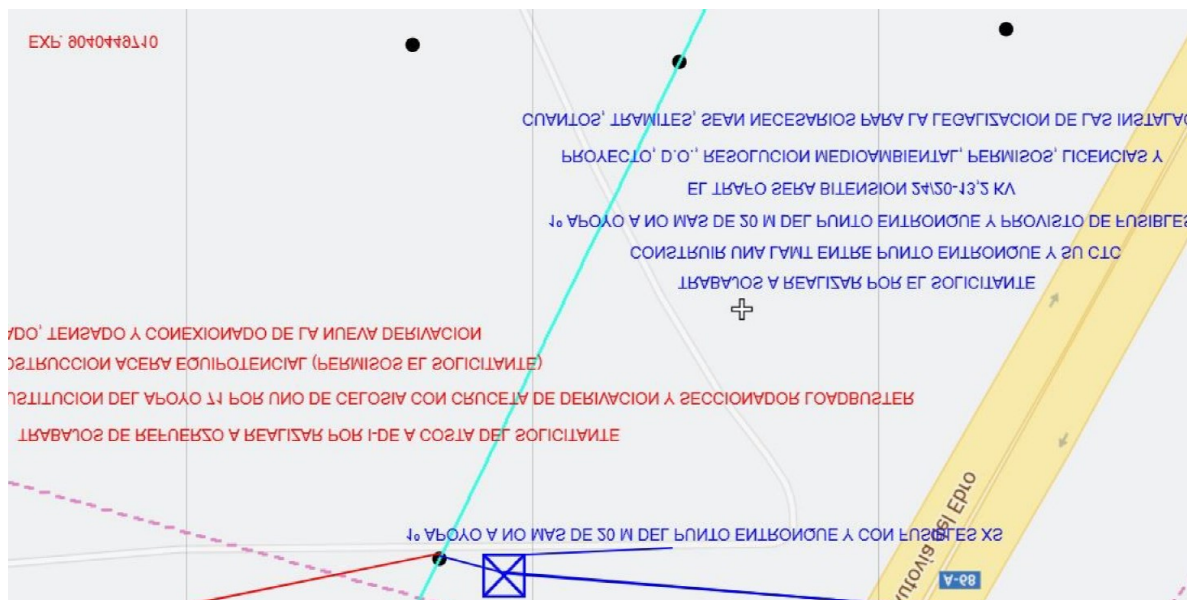 A-68
Autovía del Ebro
1º APOYO A NO MAS DE 20 M DEL PUNTO ENTRONQUE Y CON FUSIBLES XS
TRABAJOS DE REFUERZO A REALIZAR POR I-DE A COSTA DEL SOLICITANTE
USTITUCION DEL APOYO 71 POR UNO DE CELOSIA CON CRUCETA DE DERIVACION Y SECCIONADOR LOADBUSTER
OSTRUCCION ACERA EQUIPOTENCIAL (PERMISOS EL SOLICITANTE)
ADO, TENSADO Y CONEXIONADO DE LA NUEVA DERIVACION
TRABAJOS A REALIZAR POR EL SOLICITANTE
CONSTRUIR UNA LAMT ENTRE PUNTO ENTRONQUE Y SU CTC
1º APOYO A NO MAS DE 20 M DEL PUNTO ENTRONQUE Y PROVISTO DE FUSIBLES
EL TRAFO SERA BITENSION 24/20-13,2 KV
PROYECTO, D.O., RESOLUCION MEDIOAMBIENTAL, PERMISOS, LICENCIAS Y
CUANTOS, TRAMITES, SEAN NECESARIOS PARA LA LEGALIZACION DE LAS INSTALAC
EXP. 9040449710